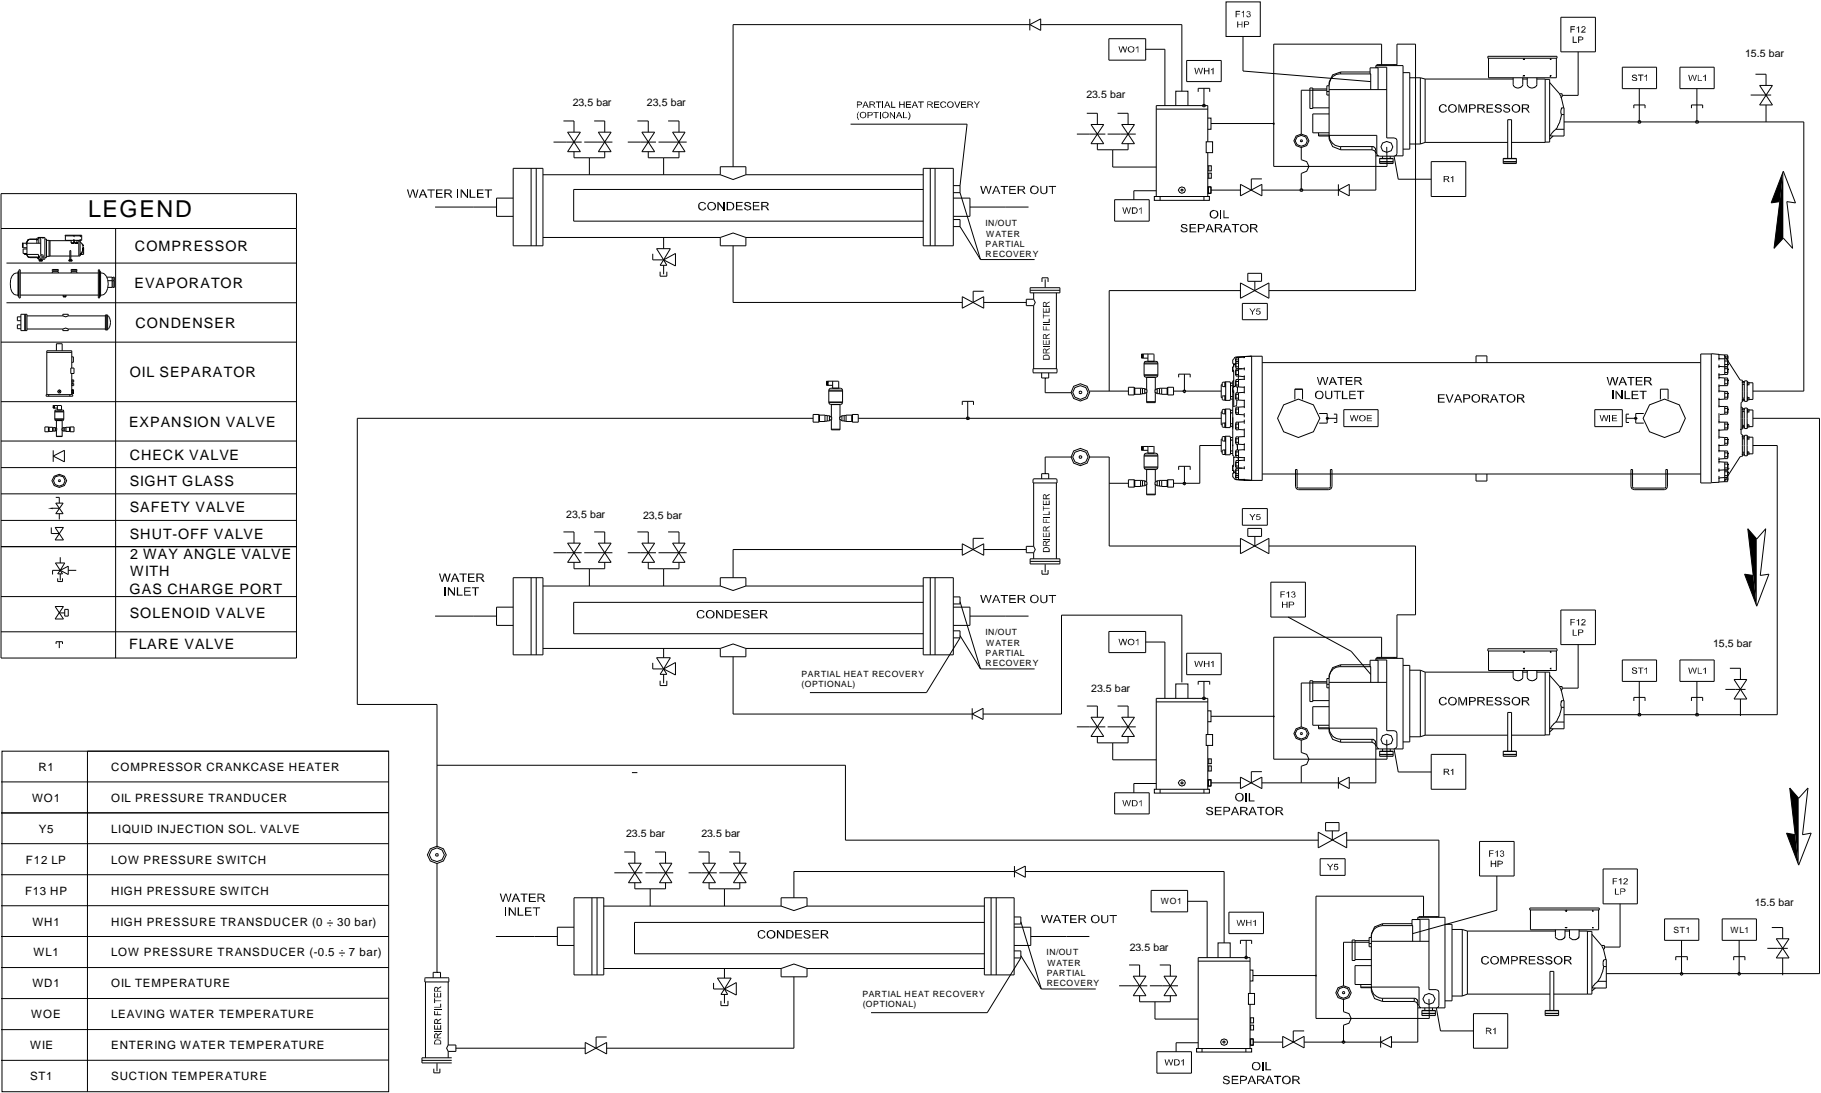 F13
HP
F12
LP
WO1
WH1
ST1
WL1
15.5 bar
23.5 bar
COMPRESSOR
R1
WD1
OIL
SEPARATOR
23,5 bar
23,5 bar
PARTIAL HEAT RECOVERY
(OPTIONAL)
WATER INLET
CONDESER
WATER OUT
IN/OUT
WATER
PARTIAL
RECOVERY
DRIER FILTER
Y5
LEGEND
COMPRESSOR
EVAPORATOR
CONDENSER
OIL SEPARATOR
EXPANSION VALVE
CHECK VALVE
SIGHT GLASS
SAFETY VALVE
SHUT-OFF VALVE
2 WAY ANGLE VALVE
WITH
GAS CHARGE PORT
SOLENOID VALVE
FLARE VALVE
WATER
OUTLET
WOE
EVAPORATOR
WATER
INLET
WIE
DRIER FILTER
Y5
23,5 bar
23,5 bar
WATER
INLET
CONDESER
WATER OUT
IN/OUT
WATER
PARTIAL
RECOVERY
PARTIAL HEAT RECOVERY
(OPTIONAL)
F13
HP
F12
LP
WO1
WH1
ST1
WL1
15,5 bar
23.5 bar
COMPRESSOR
R1
WD1
OIL
SEPARATOR
R1 COMPRESSOR CRANKCASE HEATER
WO1 OIL PRESSURE TRANDUCER
Y5 LIQUID INJECTION SOL. VALVE
F12 LP LOW PRESSURE SWITCH
F13 HP HIGH PRESSURE SWITCH
WH1 HIGH PRESSURE TRANSDUCER (0 ÷ 30 bar)
WL1 LOW PRESSURE TRANSDUCER (-0.5 ÷ 7 bar)
WD1 OIL TEMPERATURE
WOE LEAVING WATER TEMPERATURE
WIE ENTERING WATER TEMPERATURE
ST1 SUCTION TEMPERATURE
23.5 bar
23.5 bar
WATER
INLET
CONDESER
WATER OUT
IN/OUT
WATER
PARTIAL
RECOVERY
PARTIAL HEAT RECOVERY
(OPTIONAL)
DRIER FILTER
Y5
F13
HP
F12
LP
WO1
WH1
ST1
WL1
15.5 bar
23.5 bar
COMPRESSOR
R1
WD1
OIL
SEPARATOR